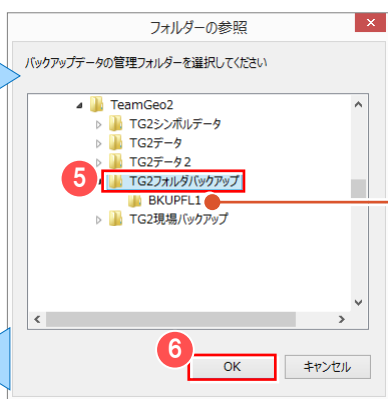 フォルダーの参照
×
バックアップデータの管理フォルダーを選択してください
TeamGeo2
TG2シンボルデータ
TG2データ
TG2データ2
5
TG2フォルダバックアップ
BKUPFL1
TG2現場バックアップ
6
OK
キャンセル